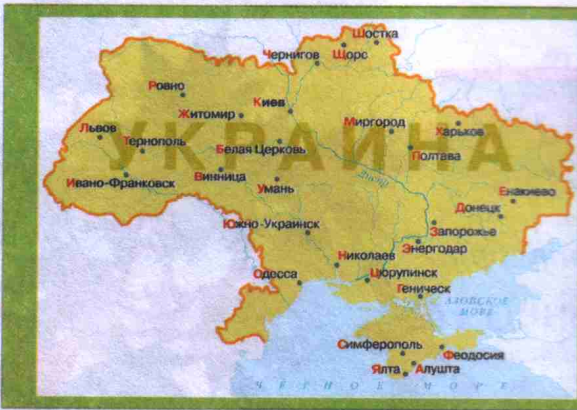 Шостка
Щорс
Чернигов
Ровно
Киев
Житомир
Миргород
Харьков
Львов
Тернополь
Белая Церковь
Полтава
УКРАИНА
Ивано-Франковск
Винница
Умань
Днепр
Енакиево
Донецк
Южно-Украинск
Запорожье
Энергодар
Николаев
Одесса
Цюрупинск
Геническ
АЗОВСКОЕ
МОРЕ
Симферополь
Феодосия
Ялта
Алушта
ЧЕРНОЕ МОРЕ